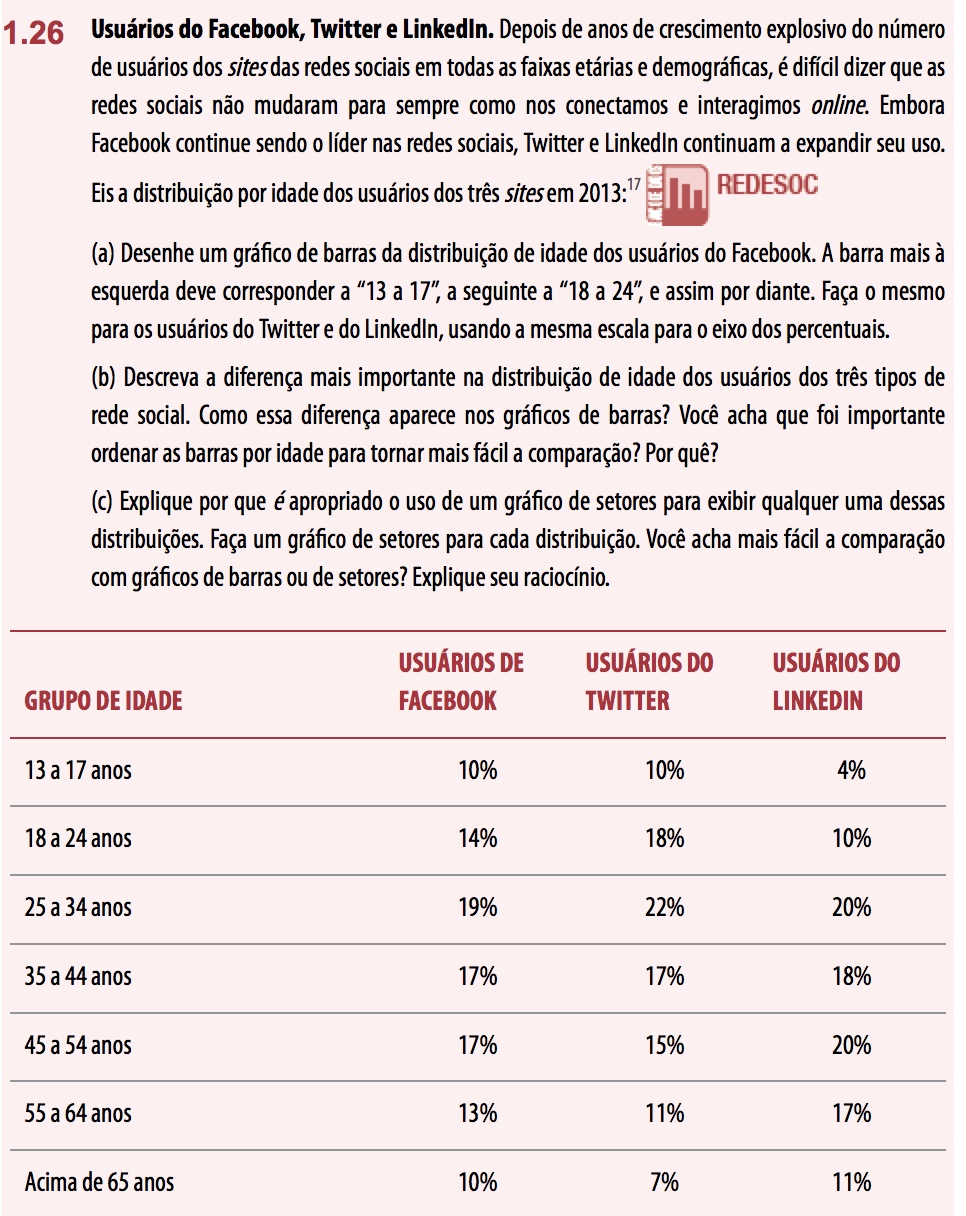 1.26 Usuários do Facebook, Twitter e LinkedIn. Depois de anos de crescimento explosivo do número
de usuários dos sites das redes sociais em todas as faixas etárias e demográficas, é difícil dizer que as
redes sociais não mudaram para sempre como nos conectamos e interagimos online. Embora
Facebook continue sendo o líder nas redes sociais, Twitter e LinkedIn continuam a expandir seu uso.
Eis a distribuição por idade dos usuários dos três sites em 2013:17 REDESOC
(a) Desenhe um gráfico de barras da distribuição de idade dos usuários do Facebook. A barra mais à
esquerda deve corresponder a “13 a 17”, a seguinte a “18 a 24”, e assim por diante. Faça o mesmo
para os usuários do Twitter e do LinkedIn, usando a mesma escala para o eixo dos percentuais.
(b) Descreva a diferença mais importante na distribuição de idade dos usuários dos três tipos de
rede social. Como essa diferença aparece nos gráficos de barras? Você acha que foi importante
ordenar as barras por idade para tornar mais fácil a comparação? Por quê?
(c) Explique por que é apropriado o uso de um gráfico de setores para exibir qualquer uma dessas
distribuições. Faça um gráfico de setores para cada distribuição. Você acha mais fácil a comparação
com gráficos de barras ou de setores? Explique seu raciocínio.
USUÁRIOS DE USUÁRIOS DO USUÁRIOS DO
GRUPO DE IDADE FACEBOOK TWITTER LINKEDIN
13 a 17 anos 10% 10% 4%
18 a 24 anos 14% 18% 10%
25 a 34 anos 19% 22% 20%
35 a 44 anos 17% 17% 18%
45 a 54 anos 17% 15% 20%
55 a 64 anos 13% 11% 17%
Acima de 65 anos 10% 7% 11%